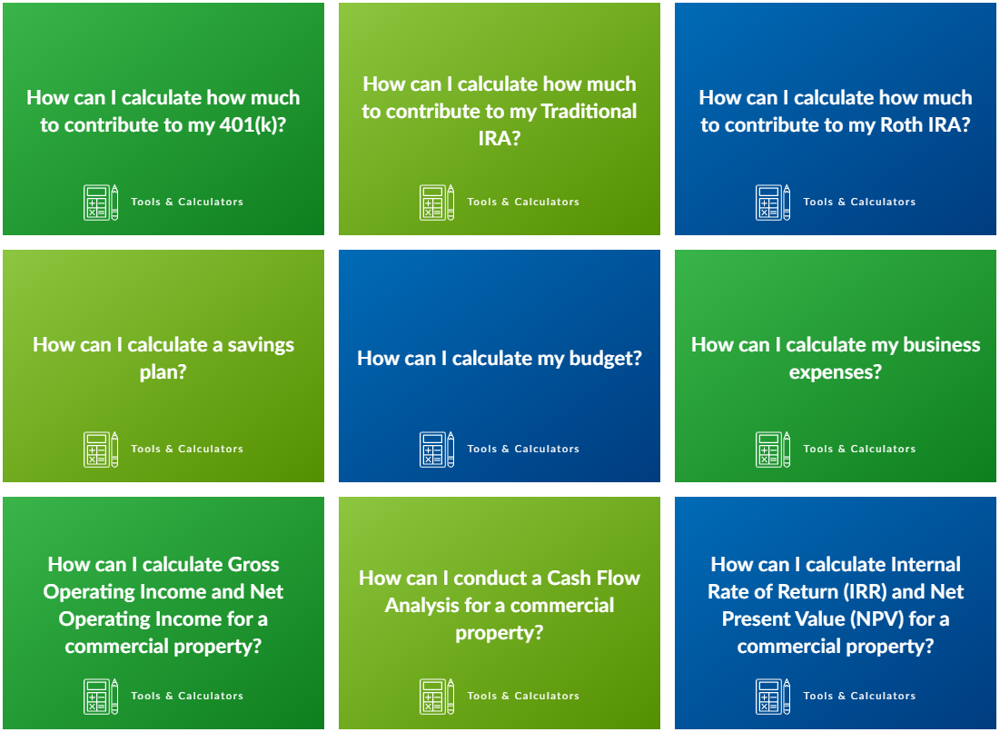 How can I calculate how much
to contribute to my 401(k)?
Tools & Calculators
How can I calculate how much
to contribute to my Traditional
IRA?
Tools & Calculators
How can I calculate how much
to contribute to my Roth IRA?
Tools & Calculators
How can I calculate a savings
plan?
Tools & Calculators
How can I calculate my budget?
Tools & Calculators
How can I calculate my business
expenses?
Tools & Calculators
How can I calculate Gross
Operating Income and Net
Operating Income for a
commercial property?
Tools & Calculators
How can I conduct a Cash Flow
Analysis for a commercial
property?
Tools & Calculators
How can I calculate Internal
Rate of Return (IRR) and Net
Present Value (NPV) for a
commercial property?
Tools & Calculators